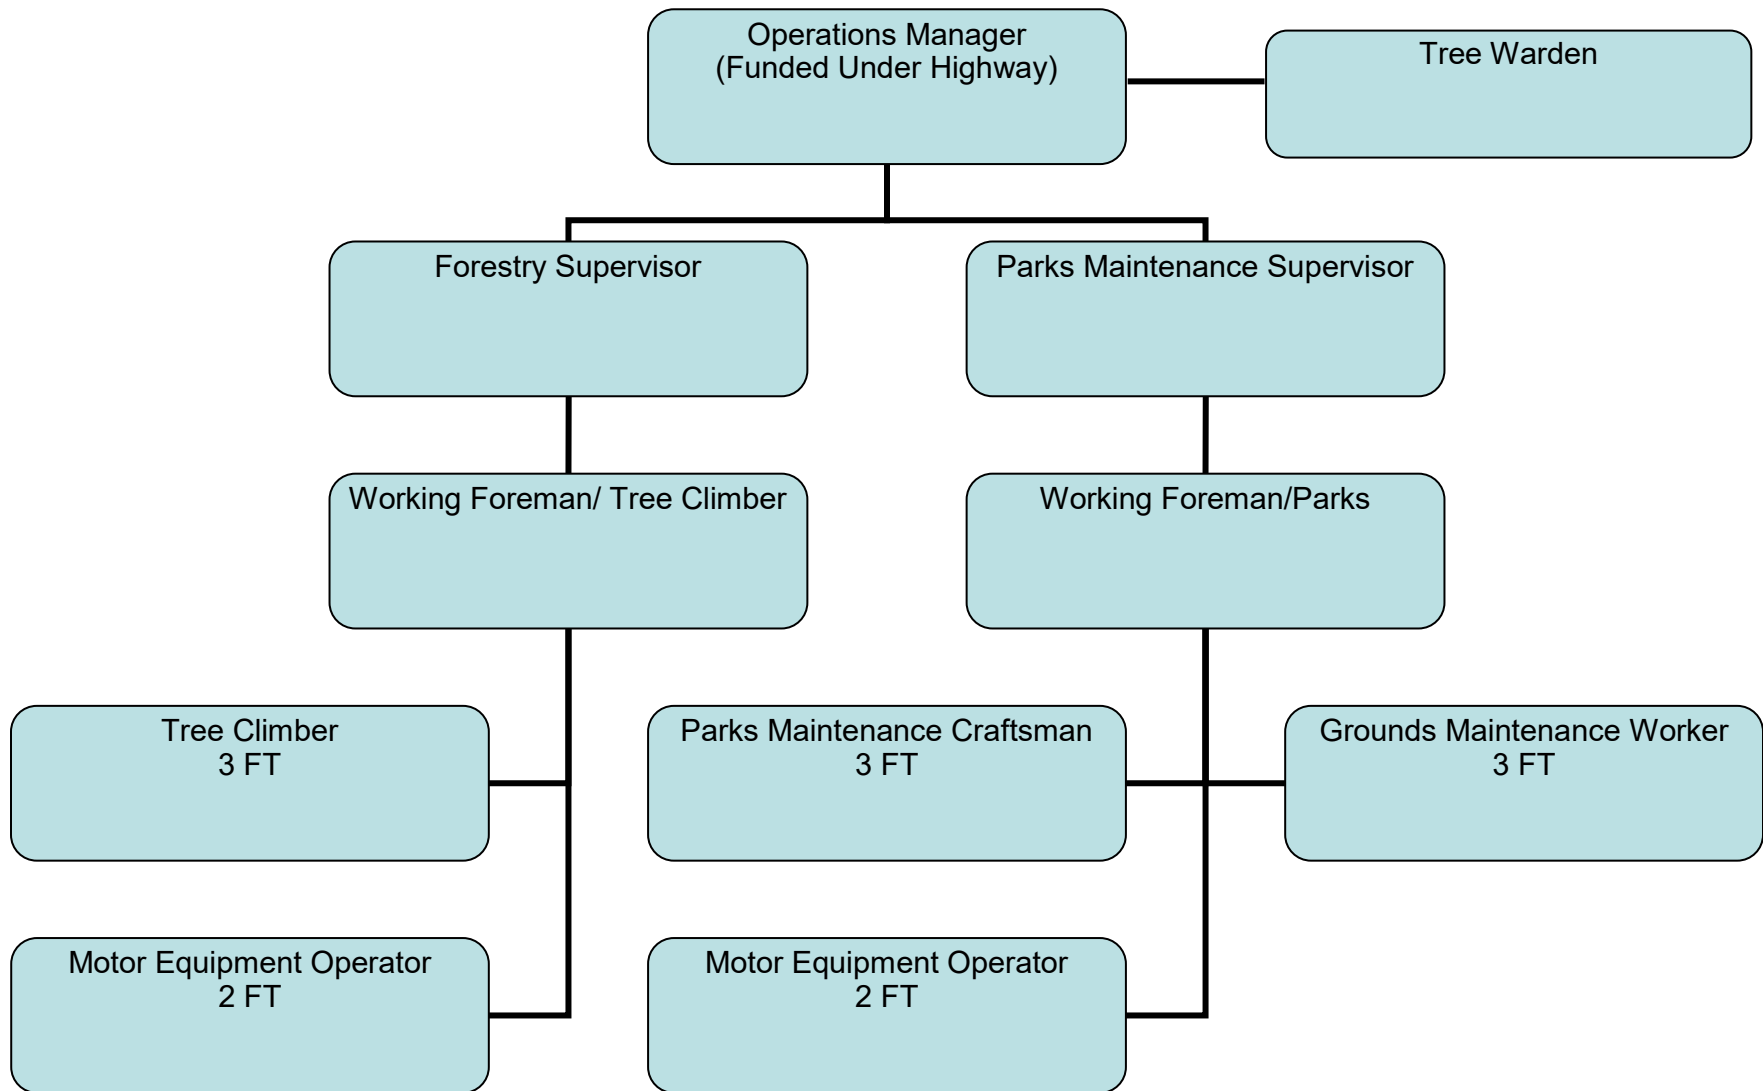 Operations Manager
(Funded Under Highway)
Tree Warden
Forestry Supervisor
Parks Maintenance Supervisor
Working Foreman/ Tree Climber
Working Foreman/Parks
Tree Climber
3 FT
Parks Maintenance Craftsman
3 FT
Grounds Maintenance Worker
3 FT
Motor Equipment Operator
2 FT
Motor Equipment Operator
2 FT